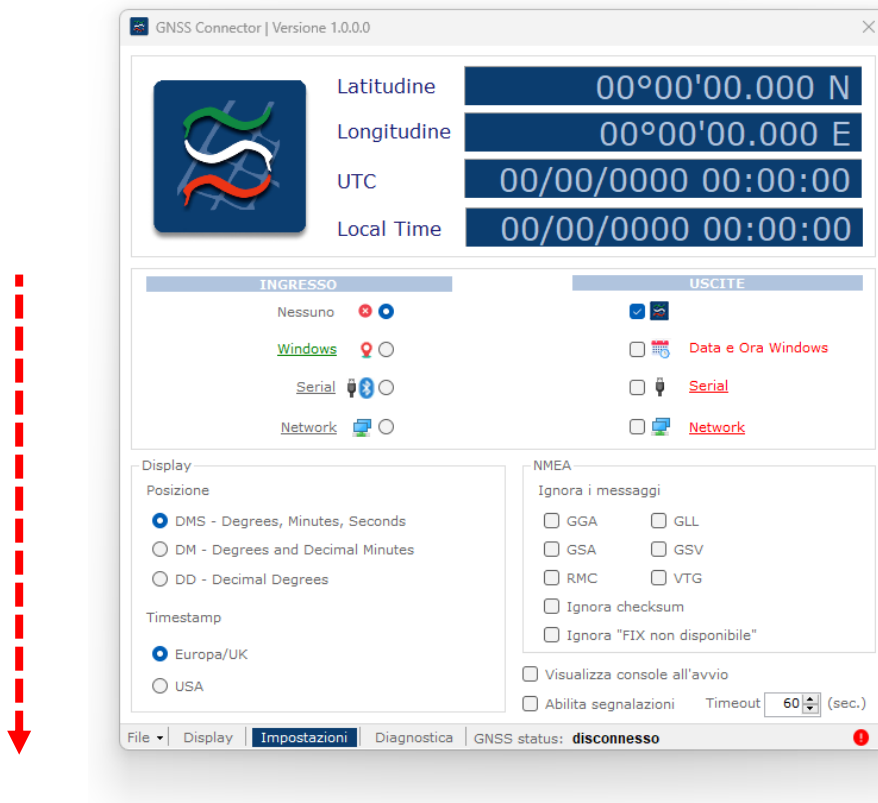 GNSS Connector | Versione 1.0.0.0
Latitudine 00°00'00.000 N
Longitudine 00°00'00.000 E
UTC 00/00/0000 00:00:00
Local Time 00/00/0000 00:00:00
INGRESSO USCITE
Nessuno
Windows Data e Ora Windows
Serial Serial
Network Network
Display
Posizione
DMS - Degrees, Minutes, Seconds
DM - Degrees and Decimal Minutes
DD - Decimal Degrees
Timestamp
Europa/UK
USA
NMEA
Ignora i messaggi
GGA GLL
GSA GSV
RMC VTG
Ignora checksum
Ignora "FIX non disponibile"
Visualizza console all'avvio
Abilita segnalazioni Timeout 60 (sec.)
File Display Impostazioni Diagnostica GNSS status: disconnesso